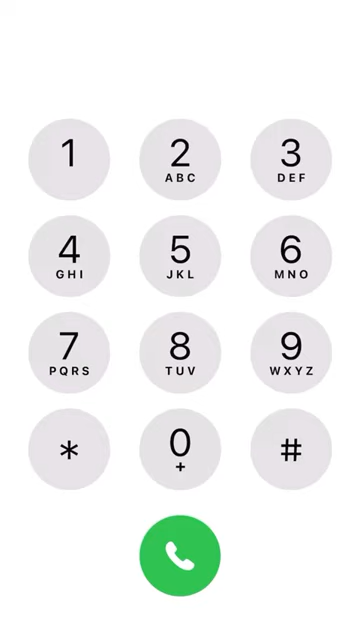 1 2 3
ABC DEF
4 5 6
GHI JKL MNO
7 8 9
PQRS TUV WXYZ
* 0 #
+